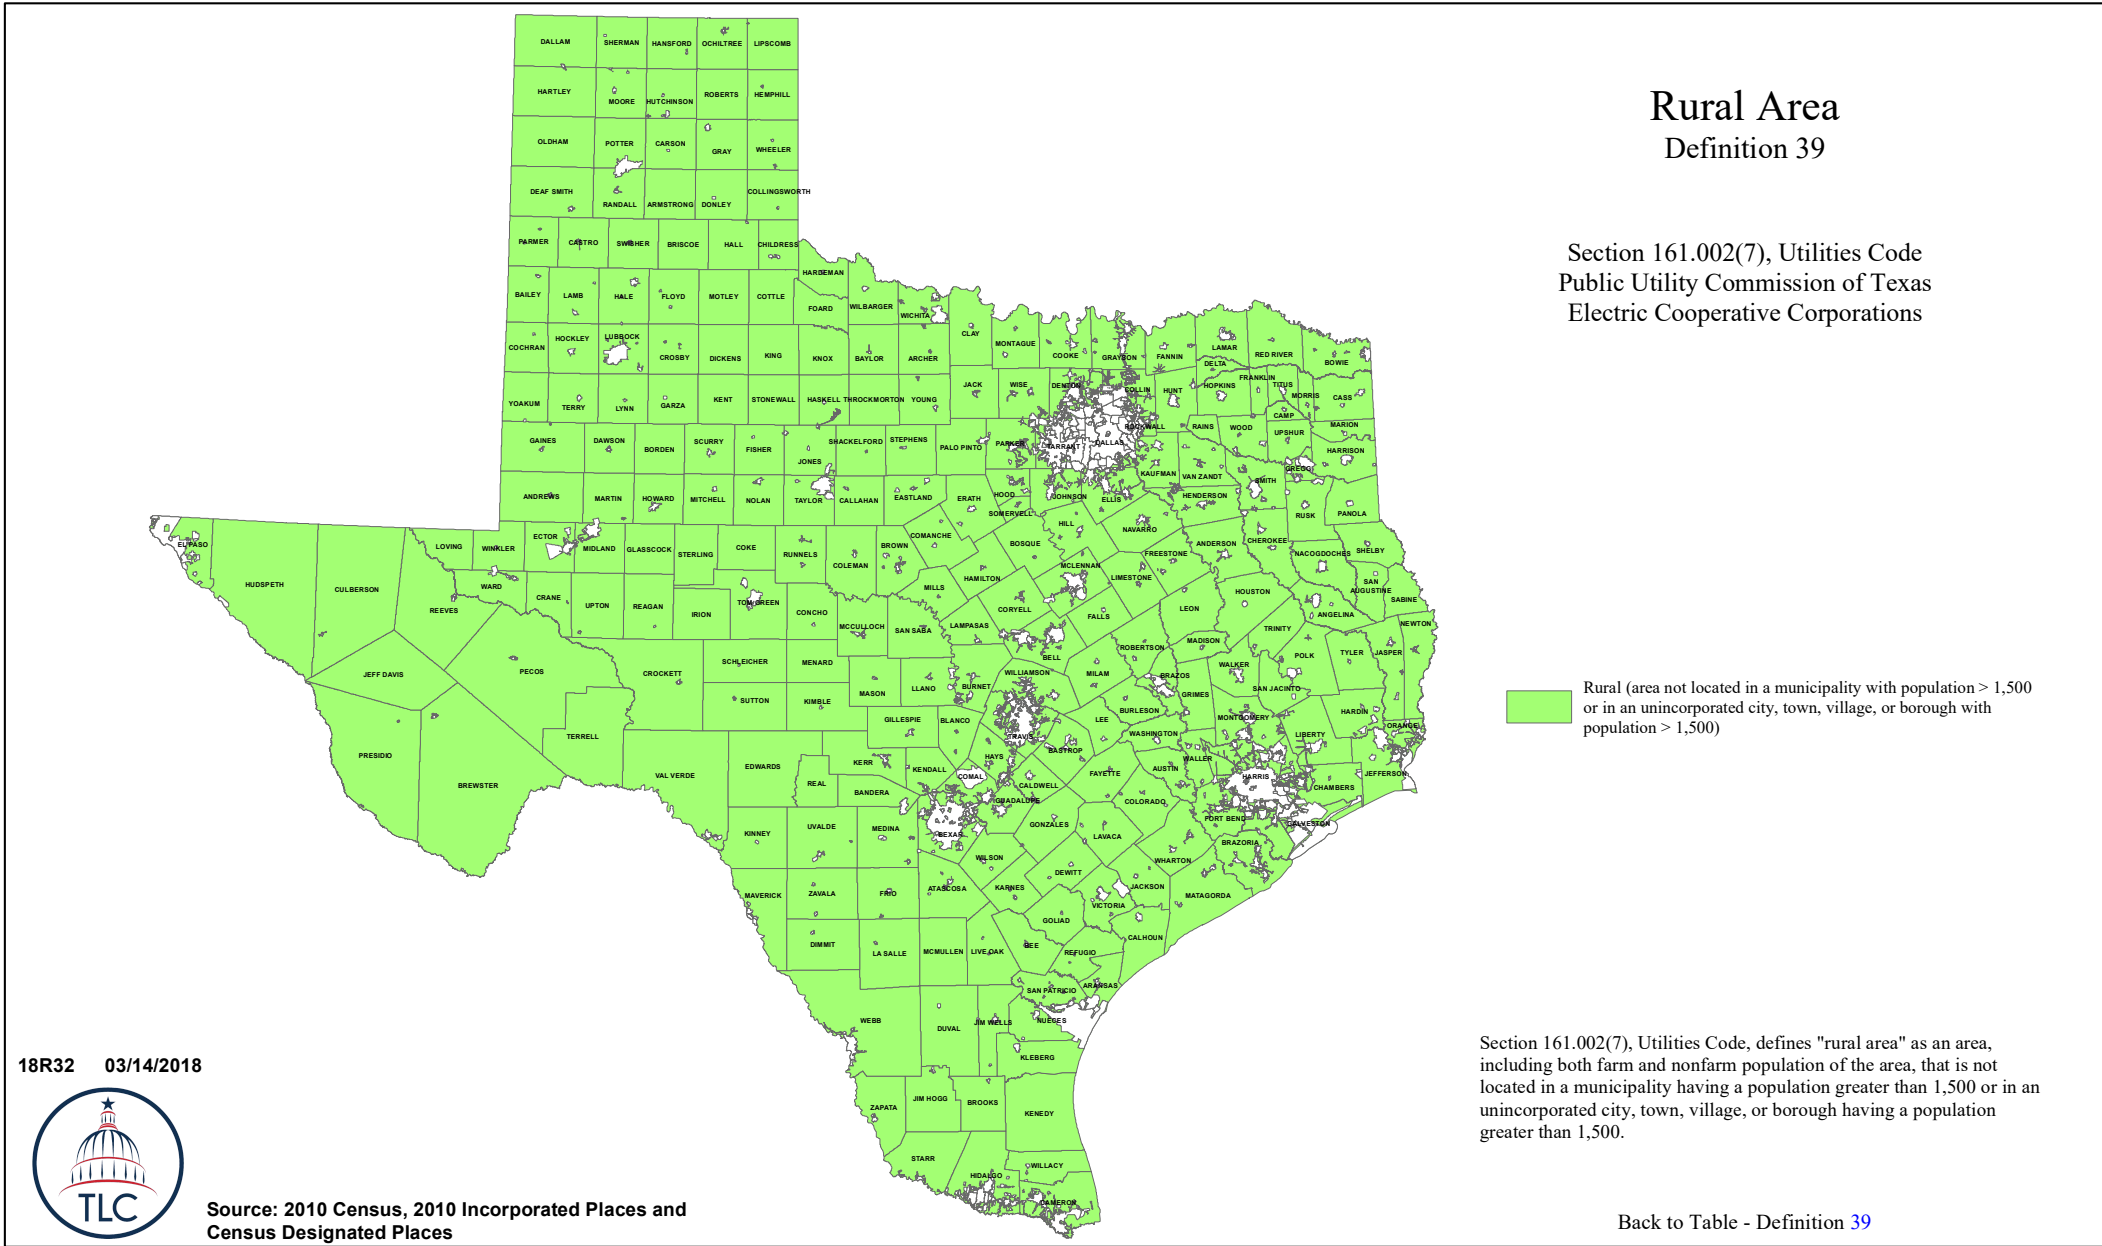 Rural Area
Definition 39
Section 161.002(7), Utilities Code
Public Utility Commission of Texas
Electric Cooperative Corporations
DALLAM SHERMAN HANSFORD OCHILTREE LIPSCOMB
HARTLEY MOORE HUTCHINSON ROBERTS HEMPHILL
OLDHAM POTTER CARSON GRAY WHEELER
DEAF SMITH RANDALL ARMSTRONG DONLEY COLLINGSWORTH
PARMER CASTRO SWISHER BRISCOE HALL CHILDRESS
HARDEMAN
BAILEY LAMB HALE FLOYD MOTLEY COTTLE FOARD WILBARGER WICHITA
CLAY MONTAGUE COOKE GRAYSON FANNIN LAMAR RED RIVER BOWIE
DELTA
COCHRAN HOCKLEY LUBBOCK CROSBY DICKENS KING KNOX BAYLOR ARCHER
JACK WISE DENTON COLLIN HUNT HOPKINS FRANKLIN TITUS MORRIS CASS
YOAKUM TERRY LYNN GARZA KENT STONEWALL HASKELL THROCKMORTON YOUNG
CAMP
ROCKWALL RAINS WOOD UPSHUR MARION
GAINES DAWSON BORDEN SCURRY FISHER JONES SHACKELFORD STEPHENS PALO PINTO PARKER TARRANT DALLAS
HARRISON
KAUFMAN VAN ZANDT SMITH GREGG
ANDREWS MARTIN HOWARD MITCHELL NOLAN TAYLOR CALLAHAN EASTLAND ERATH HOOD JOHNSON ELLIS HENDERSON
SOMERVELL HILL NAVARRO RUSK PANOLA
EL PASO LOVING WINKLER ECTOR MIDLAND GLASSCOCK STERLING COKE RUNNELS COLEMAN BROWN COMANCHE BOSQUE
ANDERSON CHEROKEE NACOGDOCHES SHELBY
FREESTONE
HUDSPETH CULBERSON REEVES WARD CRANE UPTON REAGAN IRION TOM GREEN CONCHO
MILLS HAMILTON MCLENNAN LIMESTONE
SAN
AUGUSTINE
SABINE
MCCULLOCH SAN SABA LAMPASAS CORYELL FALLS LEON HOUSTON ANGELINA
NEWTON
TRINITY
JEFF DAVIS PECOS CROCKETT SCHLEICHER MENARD
BELL ROBERTSON MADISON WALKER POLK TYLER JASPER
SUTTON KIMBLE MASON LLANO BURNET WILLIAMSON MILAM BRAZOS GRIMES SAN JACINTO
PRESIDIO BREWSTER TERRELL VAL VERDE EDWARDS
GILLESPIE BLANCO TRAVIS LEE BURLESON MONTGOMERY HARDIN ORANGE
WASHINGTON LIBERTY
KERR KENDALL HAYS BASTROP
REAL BANDERA COMAL CALDWELL FAYETTE AUSTIN WALLER HARRIS CHAMBERS JEFFERSON
GUADALUPE COLORADO
KINNEY UVALDE MEDINA BEXAR GONZALES LAVACA FORT BEND GALVESTON
BRAZORIA
WILSON WHARTON
MAVERICK ZAVALA FRIO ATASCOSA KARNES DEWITT JACKSON
VICTORIA MATAGORDA
GOLIAD
DIMMIT LA SALLE MCMULLEN LIVE OAK BEE REFUGIO CALHOUN
SAN PATRICIO ARANSAS
WEBB DUVAL JIM WELLS NUECES
KLEBERG
ZAPATA JIM HOGG BROOKS KENEDY
STARR HIDALGO WILLACY
CAMERON
Rural (area not located in a municipality with population > 1,500
or in an unincorporated city, town, village, or borough with
population > 1,500)
Section 161.002(7), Utilities Code, defines "rural area" as an area,
including both farm and nonfarm population of the area, that is not
located in a municipality having a population greater than 1,500 or in an
unincorporated city, town, village, or borough having a population
greater than 1,500.
18R32 03/14/2018
TLC
Source: 2010 Census, 2010 Incorporated Places and
Census Designated Places
Back to Table - Definition 39